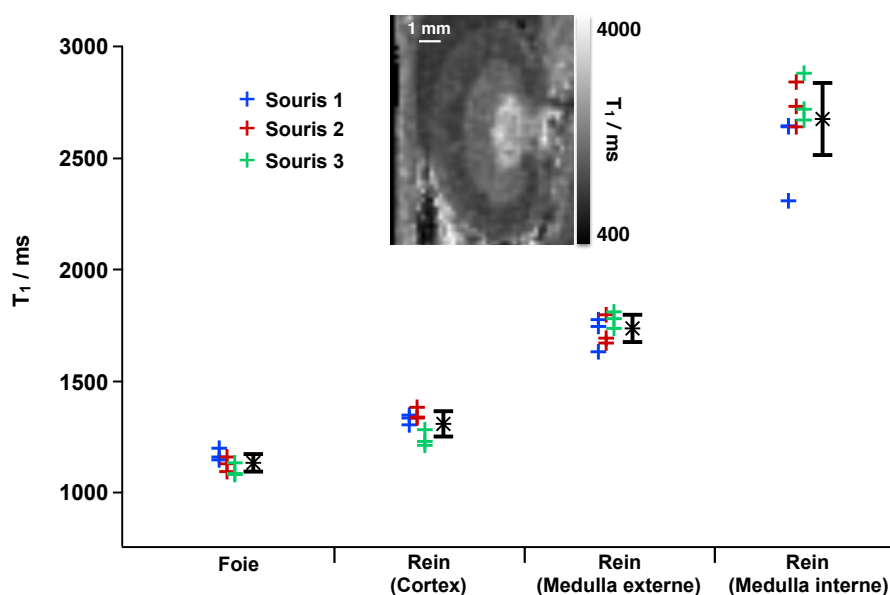 1 mm
4000
T₁ / ms
400
3000
2500
2000
1500
1000
T₁ / ms
Souris 1
Souris 2
Souris 3
Foie
Rein
(Cortex)
Rein
(Medulla externe)
Rein
(Medulla interne)